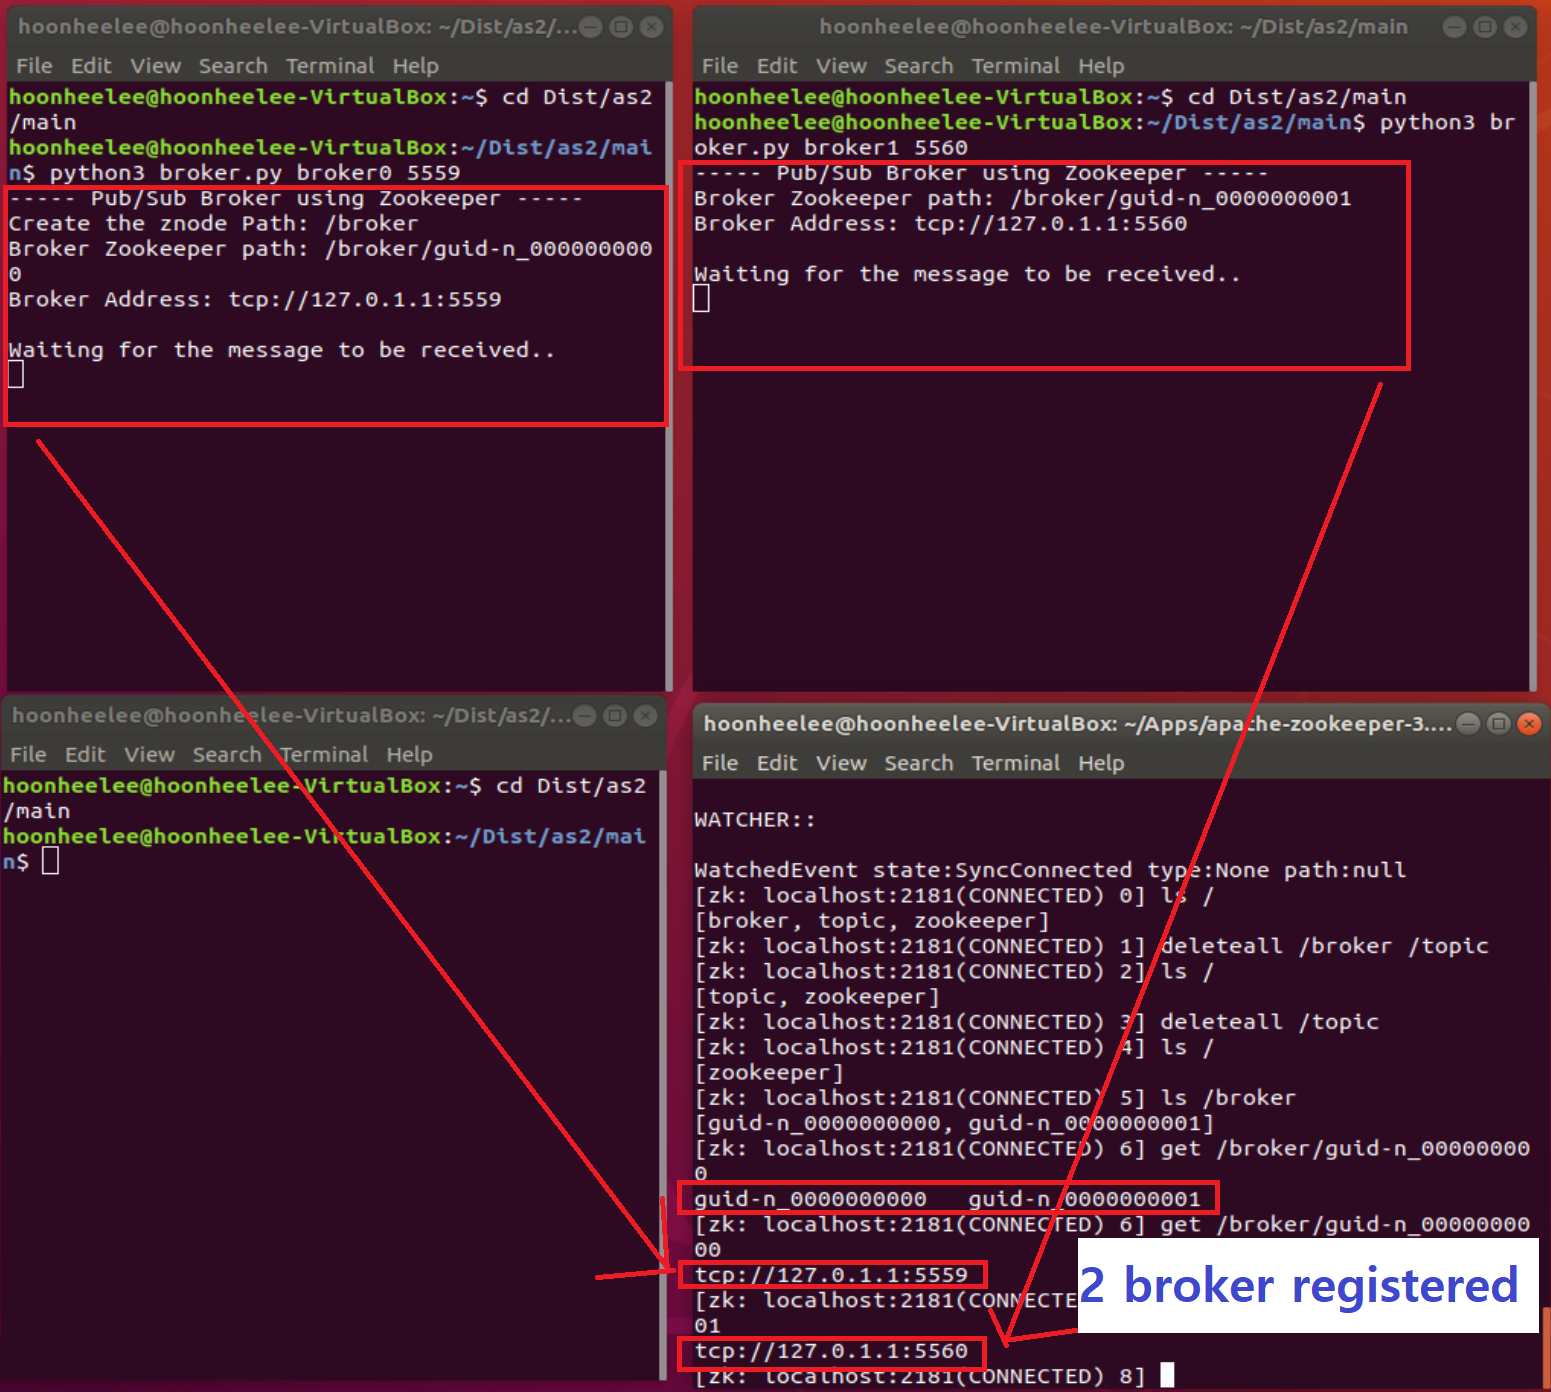 hoonheelee@hoonheelee-VirtualBox: ~/Dist/as2/...
File Edit View Search Terminal Help
hoonheelee@hoonheelee-VirtualBox:~$ cd Dist/as2
/main
hoonheelee@hoonheelee-VirtualBox:~/Dist/as2/mai
n$ python3 broker.py broker0 5559
----- Pub/Sub Broker using Zookeeper -----
Create the znode Path: /broker
Broker Zookeeper path: /broker/guid-n_000000000
0
Broker Address: tcp://127.0.1.1:5559
Waiting for the message to be received..
hoonheelee@hoonheelee-VirtualBox: ~/Dist/as2/main
File Edit View Search Terminal Help
hoonheelee@hoonheelee-VirtualBox:~$ cd Dist/as2/main
hoonheelee@hoonheelee-VirtualBox:~/Dist/as2/main$ python3 br
oker.py broker1 5560
----- Pub/Sub Broker using Zookeeper -----
Broker Zookeeper path: /broker/guid-n_0000000001
Broker Address: tcp://127.0.1.1:5560
Waiting for the message to be received..
hoonheelee@hoonheelee-VirtualBox: ~/Dist/as2/...
File Edit View Search Terminal Help
hoonheelee@hoonheelee-VirtualBox:~$ cd Dist/as2
/main
hoonheelee@hoonheelee-VirtualBox:~/Dist/as2/mai
n$
hoonheelee@hoonheelee-VirtualBox: ~/Apps/apache-zookeeper-3....
File Edit View Search Terminal Help
WATCHER::
WatchedEvent state:SyncConnected type:None path:null
[zk: localhost:2181(CONNECTED) 0] ls /
[broker, topic, zookeeper]
[zk: localhost:2181(CONNECTED) 1] deleteall /broker /topic
[zk: localhost:2181(CONNECTED) 2] ls /
[topic, zookeeper]
[zk: localhost:2181(CONNECTED) 3] deleteall /topic
[zk: localhost:2181(CONNECTED) 4] ls /
[zookeeper]
[zk: localhost:2181(CONNECTED) 5] ls /broker
[guid-n_0000000000, guid-n_0000000001]
[zk: localhost:2181(CONNECTED) 6] get /broker/guid-n_00000000
0
guid-n_0000000000 guid-n_0000000001
[zk: localhost:2181(CONNECTED) 6] get /broker/guid-n_00000000
00
tcp://127.0.1.1:5559
[zk: localhost:2181(CONNECTE
01
tcp://127.0.1.1:5560
[zk: localhost:2181(CONNECTED) 8]
2 broker registered